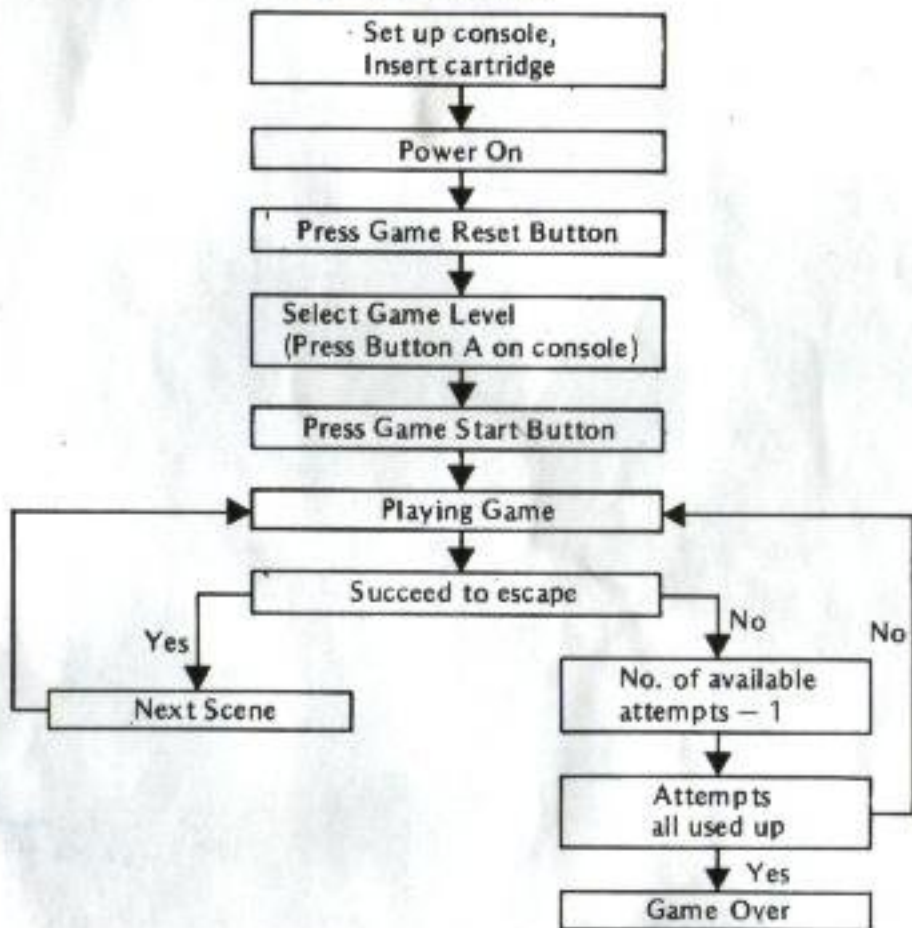 Set up console,
Insert cartridge
Power On
Press Game Reset Button
Select Game Level
(Press Button A on console)
Press Game Start Button
Playing Game
Succeed to escape
Yes
No
No
Next Scene
No. of available
attempts – 1
Attempts
all used up
Yes
Game Over